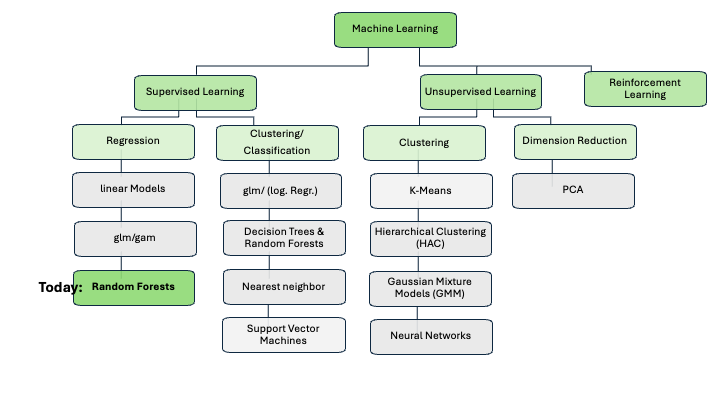 Machine Learning
Supervised Learning
Unsupervised Learning
Reinforcement
Learning
Regression
Clustering/
Classification
Clustering
Dimension Reduction
linear Models
glm/ (log. Regr.)
K-Means
PCA
glm/gam
Decision Trees &
Random Forests
Hierarchical Clustering
(HAC)
Today:
Random Forests
Nearest neighbor
Gaussian Mixture
Models (GMM)
Support Vector
Machines
Neural Networks